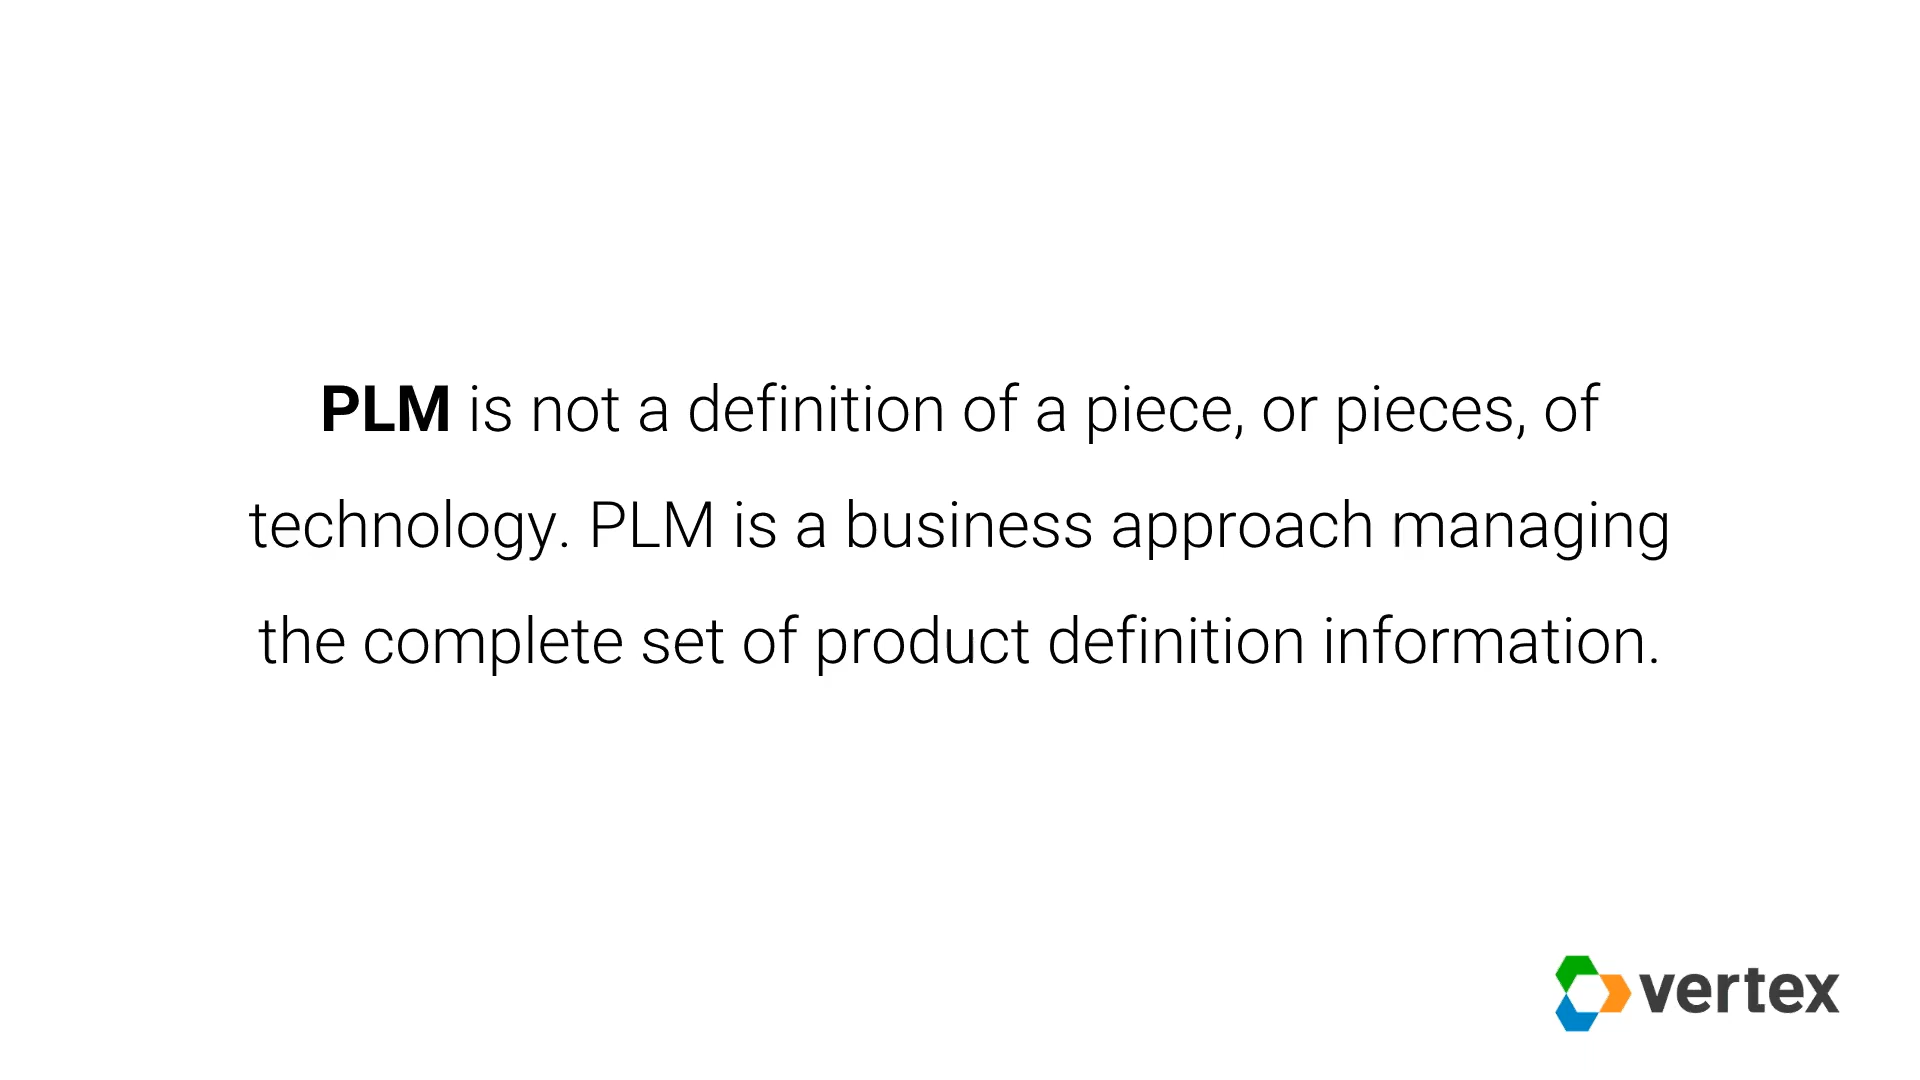 PLM is not a definition of a piece, or pieces, of
technology. PLM is a business approach managing
the complete set of product definition information.
vertex